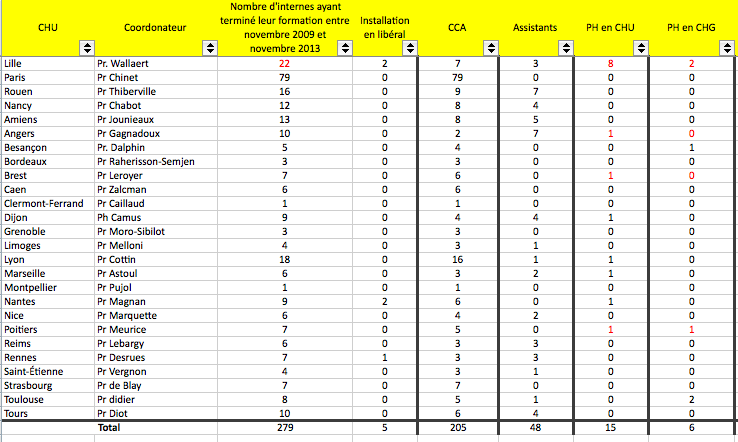 CHU Coordonateur Nombre d'internes ayant terminé leur formation entre novembre 2009 et novembre 2013 Installation en libéral CCA Assistants PH en CHU PH en CHG
Lille Pr. Wallaert 22 2 7 3 8 2
Paris Pr Chinet 79 0 79 0 0 0
Rouen Pr Thiberville 16 0 9 7 0 0
Nancy Pr Chabot 12 0 8 4 0 0
Amiens Pr Jounieaux 13 0 8 5 0 0
Angers Pr Gagnadoux 10 0 2 7 1 0
Besançon Pr. Dalphin 5 0 4 0 0 1
Bordeaux Pr Raherisson-Semjen 3 0 3 0 0 0
Brest Pr Leroyer 7 0 6 0 1 0
Caen Pr Zalcman 6 0 6 0 0 0
Clermont-Ferrand Pr Caillaud 1 0 1 0 0 0
Dijon Ph Camus 9 0 4 4 1 0
Grenoble Pr Moro-Sibilot 3 0 3 0 0 0
Limoges Pr Melloni 4 0 3 1 0 0
Lyon Pr Cottin 18 0 16 1 1 0
Marseille Pr Astoul 6 0 3 2 1 0
Montpellier Pr Pujol 1 0 1 0 0 0
Nantes Pr Magnan 9 2 6 0 1 0
Nice Pr Marquette 6 0 4 2 0 0
Poitiers Pr Meurice 7 0 5 0 1 1
Reims Pr Lebargy 6 0 3 3 0 0
Rennes Pr Desrues 7 1 3 3 0 0
Saint-Étienne Pr Vergnon 4 0 3 1 0 0
Strasbourg Pr de Blay 7 0 7 0 0 0
Toulouse Pr didier 8 0 5 1 0 2
Tours Pr Diot 10 0 6 4 0 0
Total 279 5 205 48 15 6